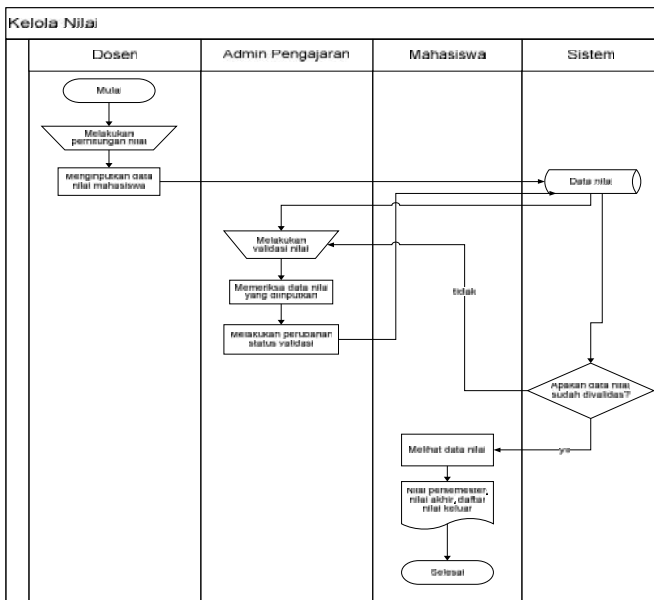 Kelola Nilai
Dosen
Admin Pengajaran
Mahasiswa
Sistem
Mulai
Melakukan
perhitungan nilai
Menginputkan data
nilai mahasiswa
Data nilai
Melakukan
validasi nilai
Memeriksa data nilai
yang diinputkan
tidak
Melakukan perubahan
status validasi
Apakah data nilai
sudah divalidas?
Melihat data nilai
ya
Nilai persemester,
nilai akhir, daftar
nilai keluar
Selesai